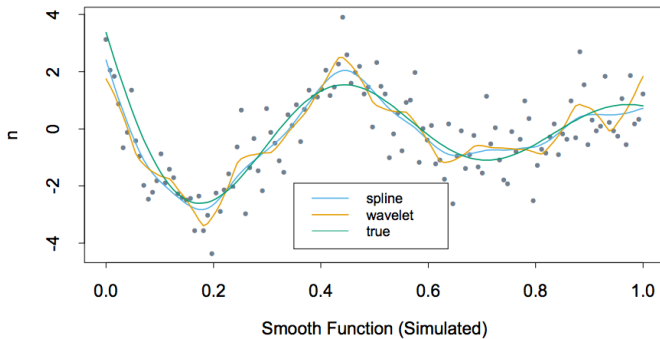 4
2
0
-2
-4
n
spline
wavelet
true
0.0 0.2 0.4 0.6 0.8 1.0
Smooth Function (Simulated)